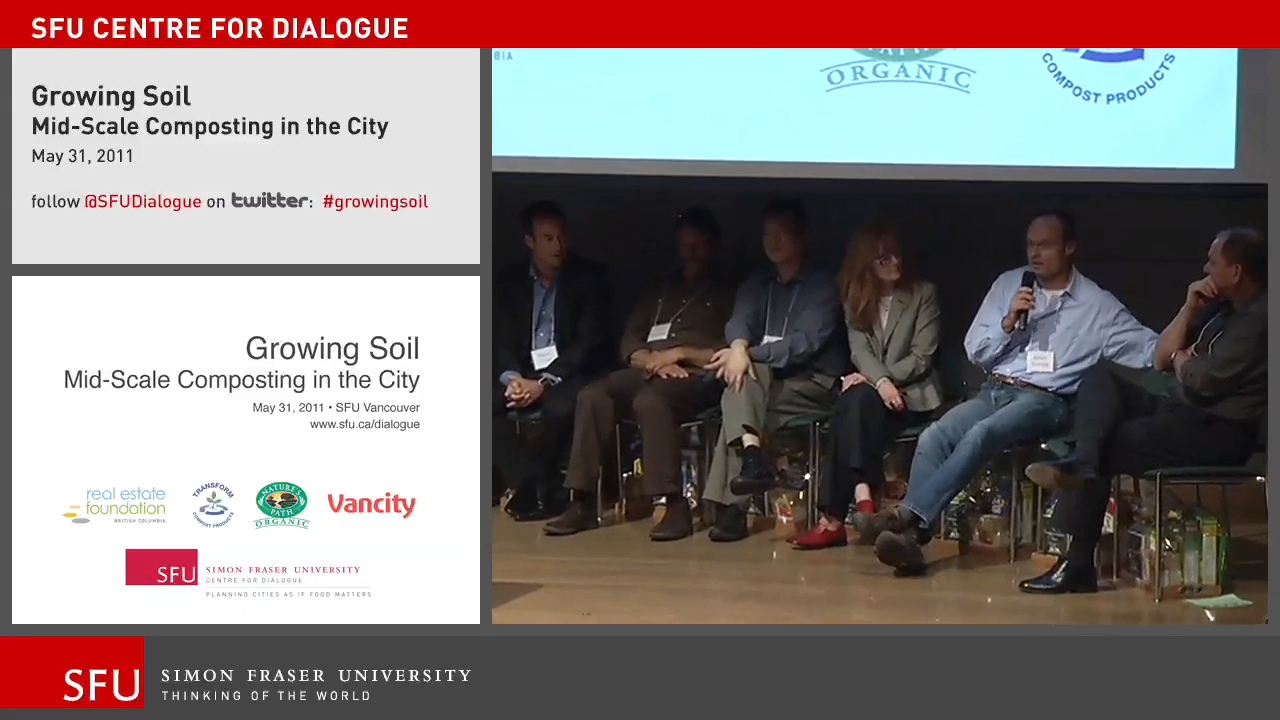 SFU CENTRE FOR DIALOGUE
Growing Soil
Mid-Scale Composting in the City
May 31, 2011
follow @SFUDialogue on twitter: #growingsoil
Growing Soil
Mid-Scale Composting in the City
May 31, 2011 • SFU Vancouver
www.sfu.ca/dialogue
real estate
foundation
BRITISH COLUMBIA
TRANSFORM
COMPOST PRODUCTS
NATURE'S
PATH
ORGANIC
Vancity
SFU
SIMON FRASER UNIVERSITY
CENTRE FOR DIALOGUE
PLANNING CITIES AS IF FOOD MATTERS
PATH
ORGANIC
COMPOST PRODUCTS
SFU
SIMON FRASER UNIVERSITY
THINKING OF THE WORLD